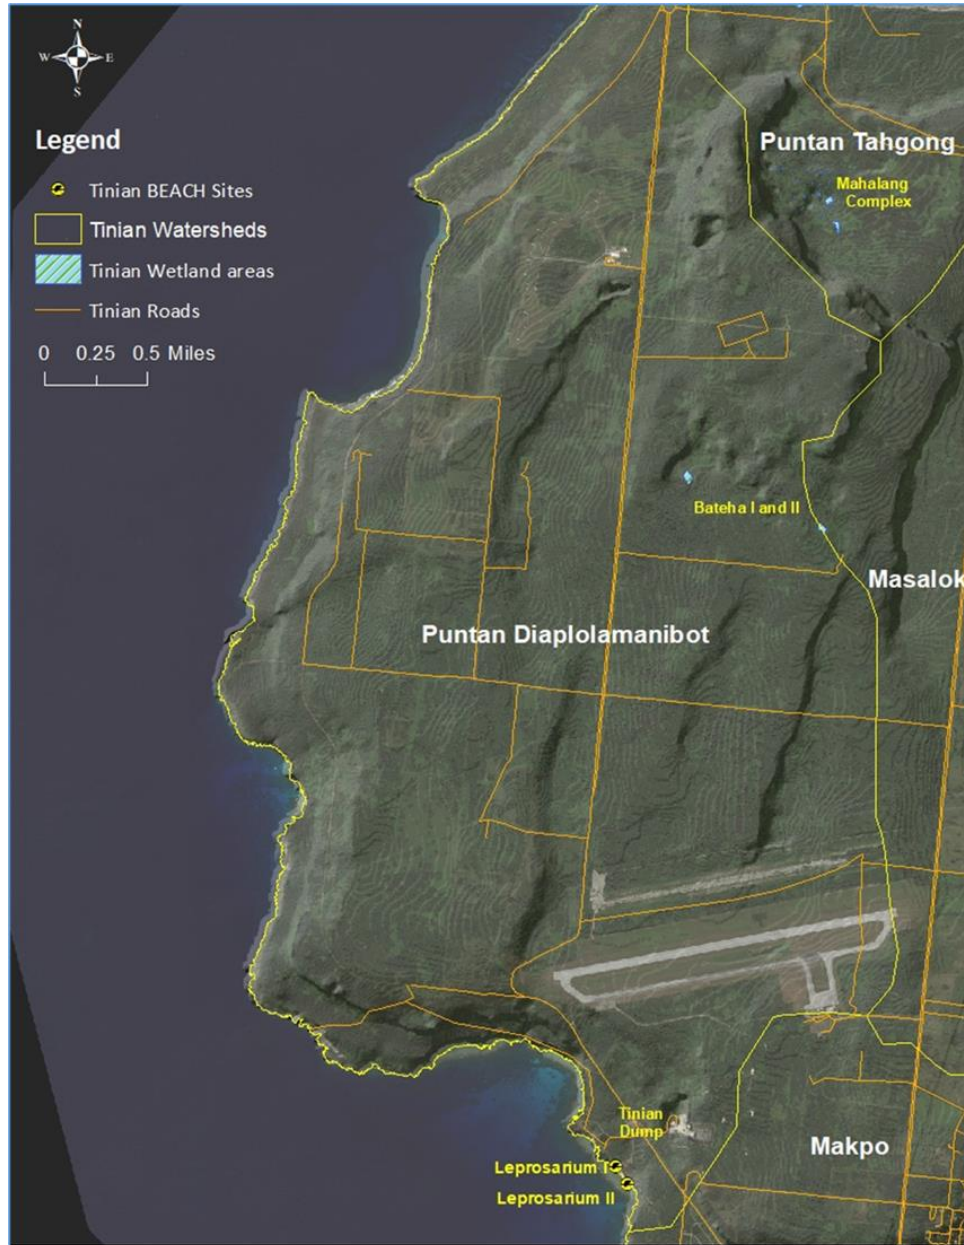 N
W E
S
Legend
Tinian BEACH Sites
Tinian Watersheds
Tinian Wetland areas
Tinian Roads
0 0.25 0.5 Miles
Puntan Tahgong
Mahalang
Complex
Bateha I and II
Masalok
Puntan Diaplolamanibot
Tinian
Dump
Makpo
Leprosarium I
Leprosarium II